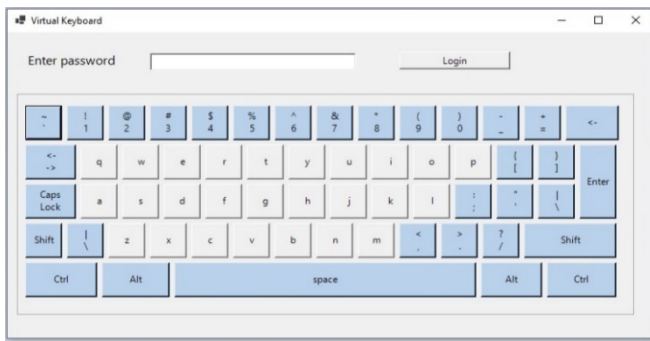 Virtual Keyboard
Enter password Login
~ ! @ # $ % ^ & * ( ) - + <-
` 1 2 3 4 5 6 7 8 9 0 _ =
<- q w e r t y u i o p { }
-> [ ]
Enter
Caps a s d f g h j k l : " |
Lock ; ' \
Shift | z x c v b n m < > ? Shift
\ , . /
Ctrl Alt space Alt Ctrl